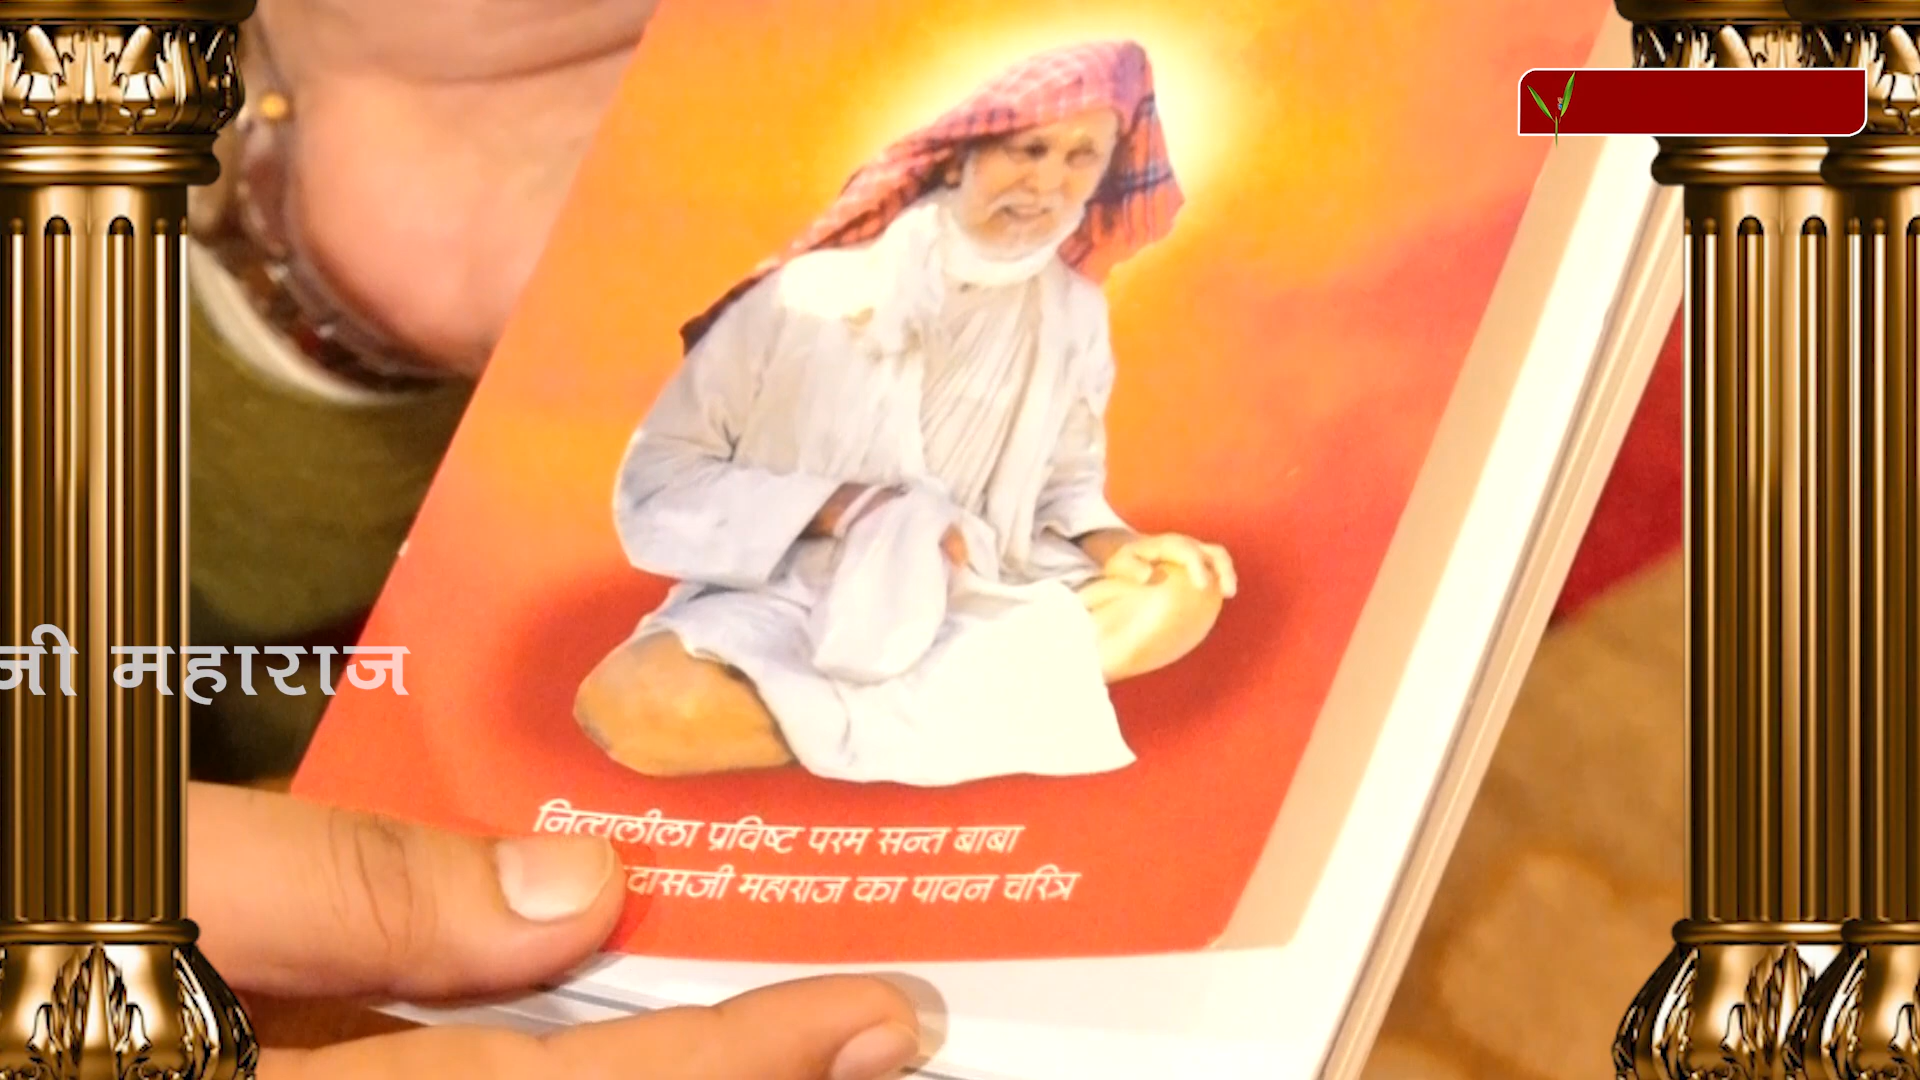 जी महाराज
नित्यलीला प्रविष्ट परम सन्त बाबा
दासजी महाराज का पावन चरित्र